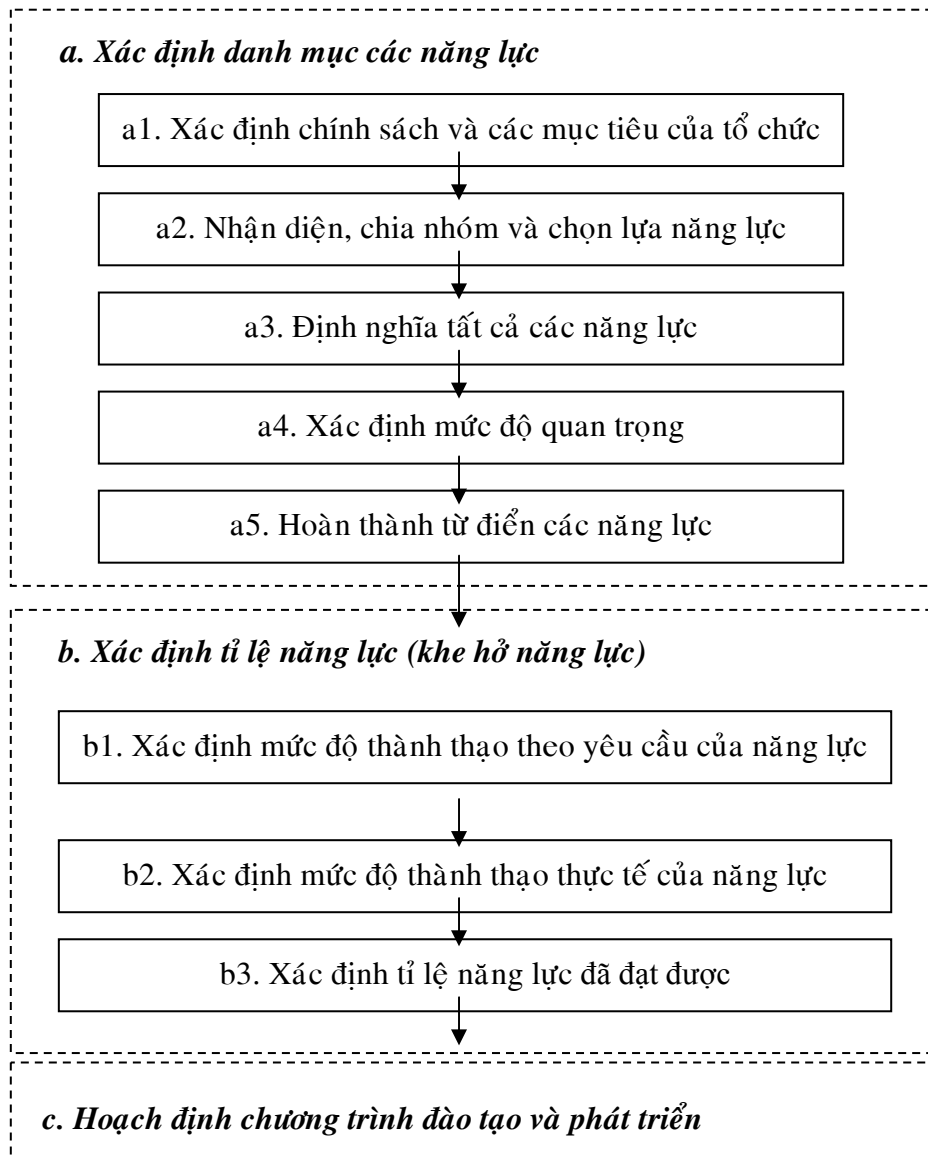 a. Xác định danh mục các năng lực
a1. Xác định chính sách và các mục tiêu của tổ chức
a2. Nhận diện, chia nhóm và chọn lựa năng lực
a3. Định nghĩa tất cả các năng lực
a4. Xác định mức độ quan trọng
a5. Hoàn thành từ điển các năng lực
b. Xác định tỉ lệ năng lực (khe hở năng lực)
b1. Xác định mức độ thành thạo theo yêu cầu của năng lực
b2. Xác định mức độ thành thạo thực tế của năng lực
b3. Xác định tỉ lệ năng lực đã đạt được
c. Hoạch định chương trình đào tạo và phát triển